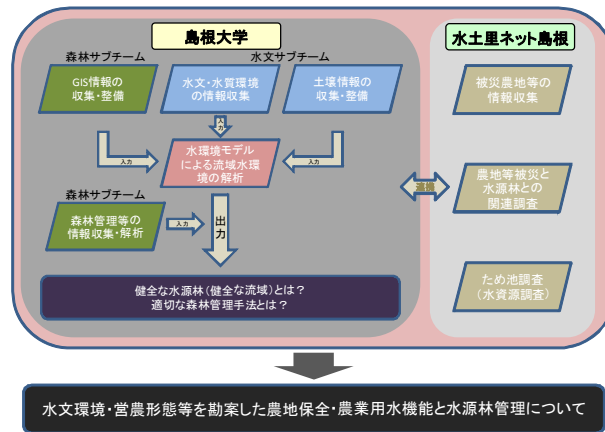 島根大学
水土里ネット島根
森林サブチーム
水文サブチーム
GIS情報の
収集・整備
水文・水質環境
の情報収集
土壌情報の
収集・整備
入力
入力
入力
水環境モデル
による流域水環
境の解析
森林サブチーム
森林管理等の
情報収集・解析
入力
出力
健全な水源林(健全な流域)とは?
適切な森林管理手法とは?
連携
被災農地等の
情報収集
農地等被災と
水源林との
関連調査
ため池調査
(水資源調査)
水文環境・営農形態等を勘案した農地保全・農業用水機能と水源林管理について